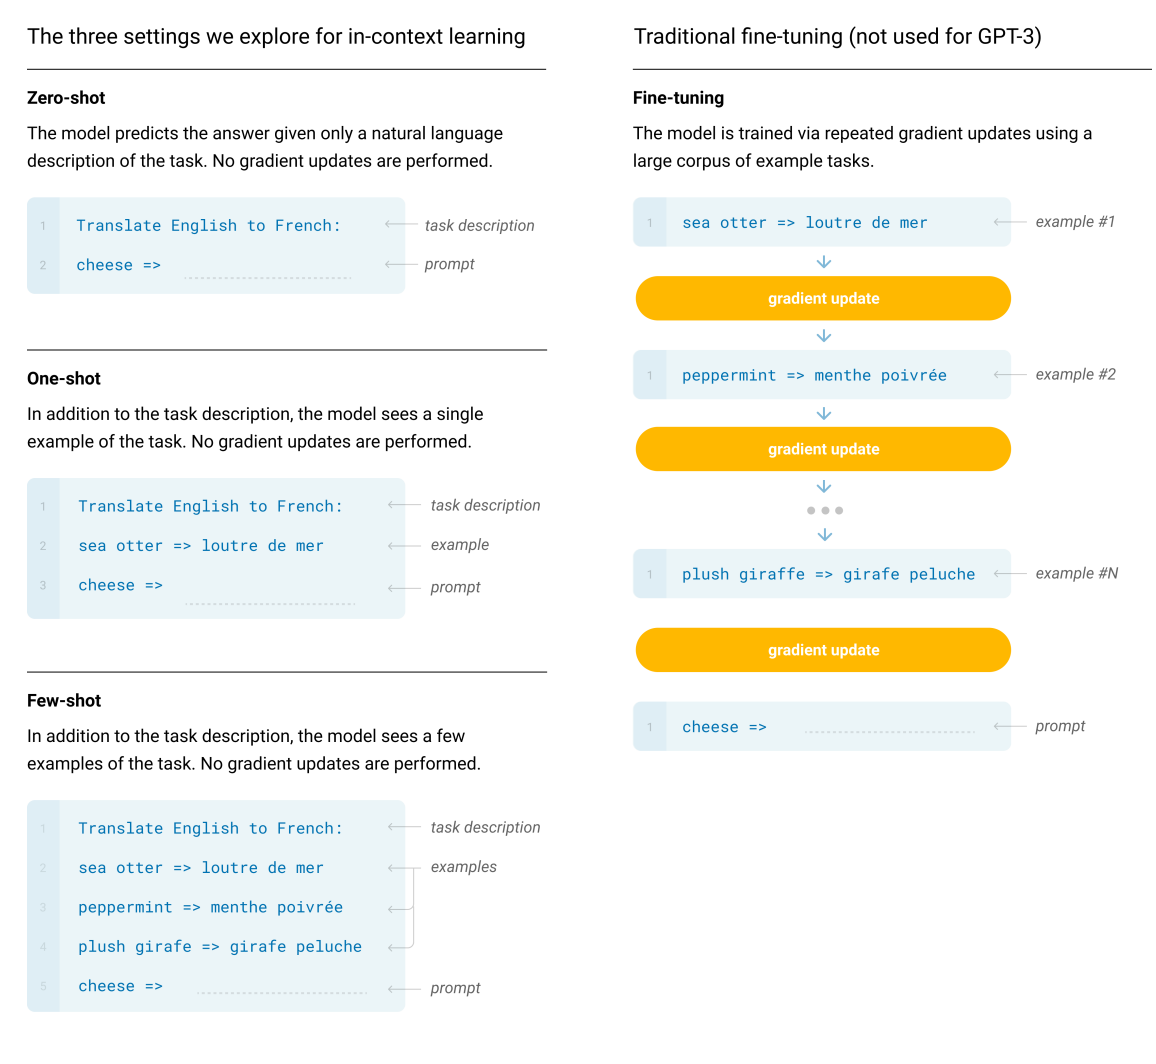 The three settings we explore for in-context learning
Zero-shot
The model predicts the answer given only a natural language
description of the task. No gradient updates are performed.
1 Translate English to French: task description
2 cheese => prompt
One-shot
In addition to the task description, the model sees a single
example of the task. No gradient updates are performed.
1 Translate English to French: task description
2 sea otter => loutre de mer example
3 cheese => prompt
Few-shot
In addition to the task description, the model sees a few
examples of the task. No gradient updates are performed.
1 Translate English to French: task description
2 sea otter => loutre de mer examples
3 peppermint => menthe poivrée
4 plush girafe => girafe peluche
5 cheese => prompt
Traditional fine-tuning (not used for GPT-3)
Fine-tuning
The model is trained via repeated gradient updates using a
large corpus of example tasks.
1 sea otter => loutre de mer example #1
gradient update
1 peppermint => menthe poivrée example #2
gradient update
1 plush giraffe => girafe peluche example #N
gradient update
1 cheese => prompt